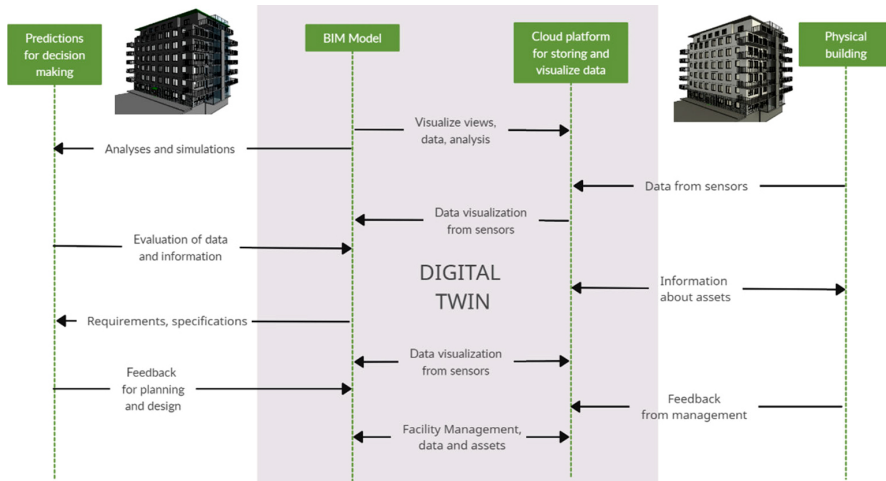 Predictions
for decision
making
BIM Model
Cloud platform
for storing and
visualize data
Physical
building
Visualize views,
data, analysis
Analyses and simulations
Data from sensors
Data visualization
from sensors
Evaluation of data
and information
DIGITAL
TWIN
Information
about assets
Requirements, specifications
Data visualization
from sensors
Feedback
for planning
and design
Feedback
from management
Facility Management,
data and assets